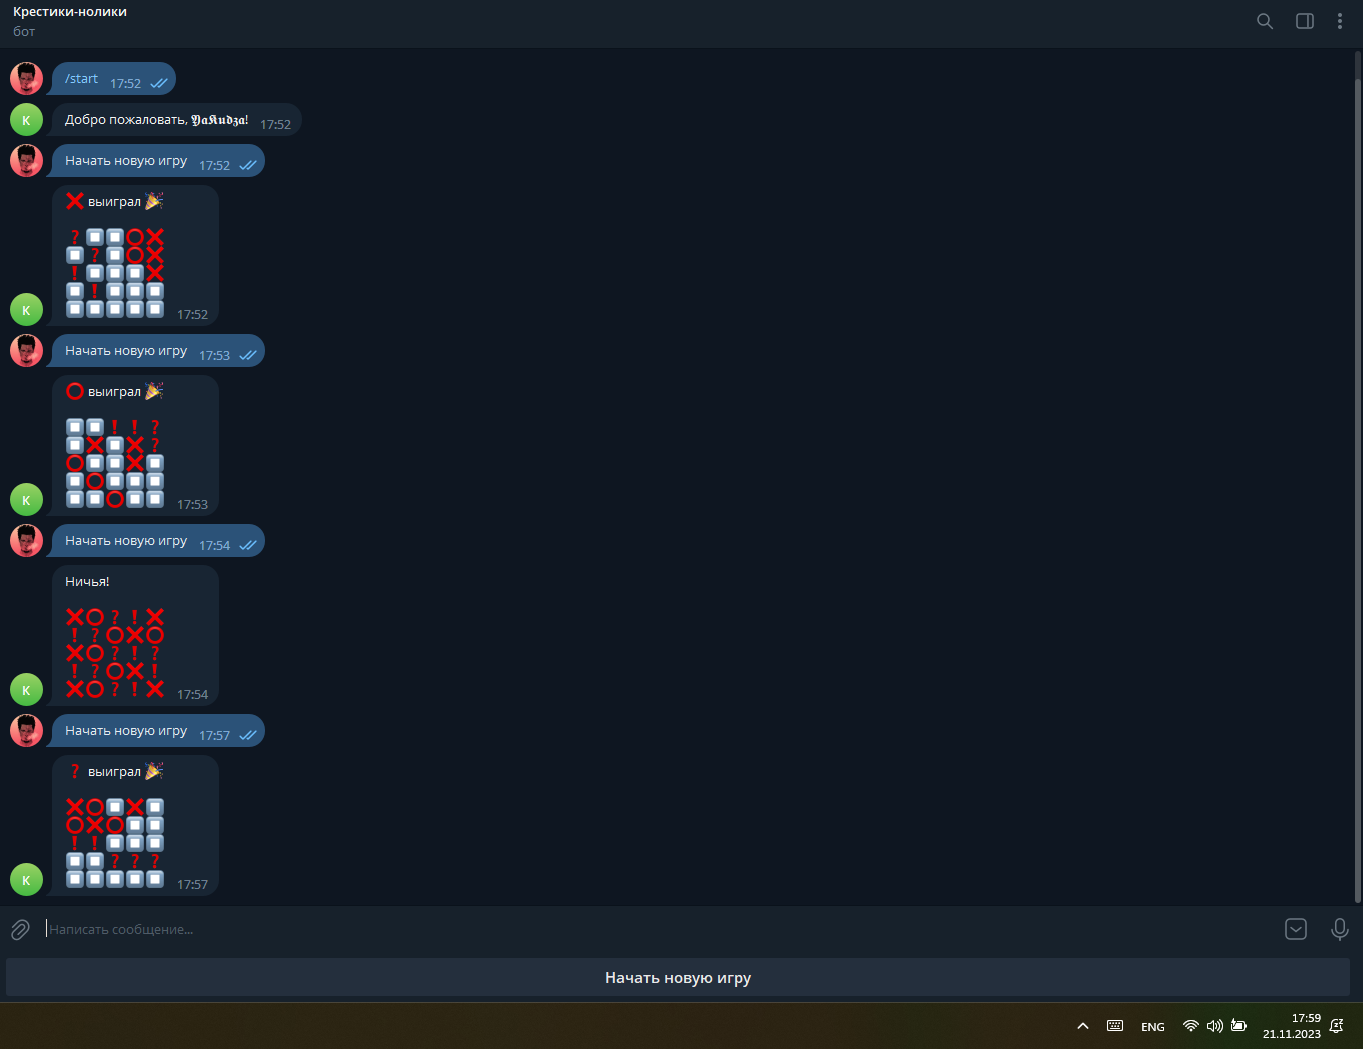 Крестики-нолики
бот
/start 17:52
К
Добро пожаловать, 𝖄𝖆𝕶𝖚𝖉𝖟𝖆! 17:52
Начать новую игру 17:52
❌ выиграл 🎉
❓◻️◻️⭕❌
◻️❓◻️⭕❌
❗◻️◻️◻️❌
◻️❗◻️◻️◻️
◻️◻️◻️◻️◻️ 17:52
К
Начать новую игру 17:53
⭕ выиграл 🎉
◻️◻️❗❗❓
◻️❌◻️❌❓
⭕◻️◻️❌◻️
◻️⭕◻️◻️◻️
◻️◻️⭕◻️◻️ 17:53
К
Начать новую игру 17:54
Ничья!
❌⭕❓❗❌
❗❓⭕❌⭕
❌⭕❓❗❓
❗❓⭕❌❗
❌⭕❓❗❌ 17:54
К
Начать новую игру 17:57
❓ выиграл 🎉
❌⭕◻️❌◻️
⭕❌⭕◻️◻️
❗❗◻️◻️◻️
◻️◻️❓❓❓
◻️◻️◻️◻️◻️ 17:57
К
Написать сообщение...
Начать новую игру
ENG
17:59
21.11.2023